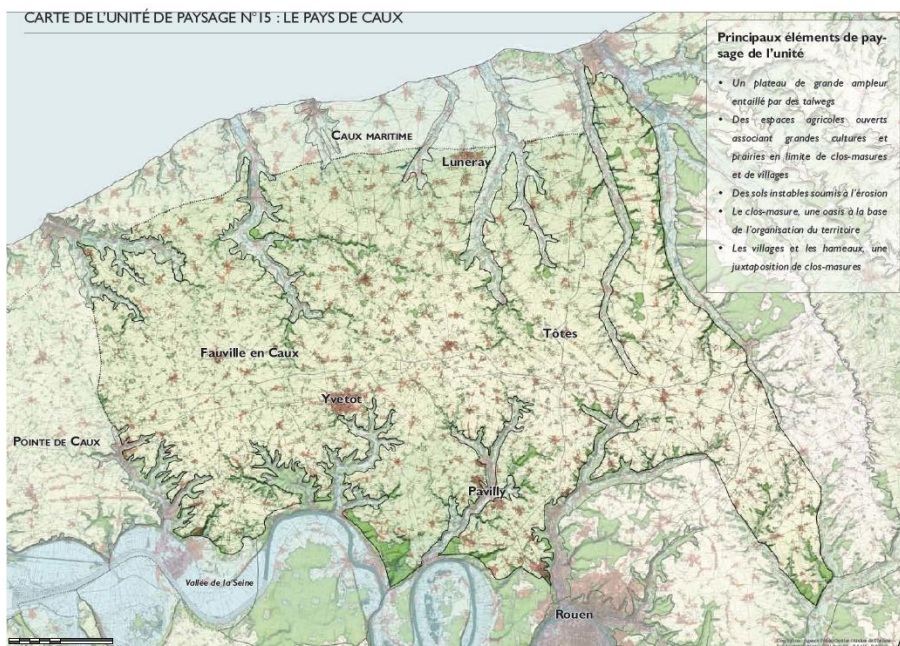 CARTE DE L'UNITÉ DE PAYSAGE N°15 : LE PAYS DE CAUX
Principaux éléments de pay-
sage de l'unité
• Un plateau de grande ampleur
entaillé par des talwegs
• Des espaces agricoles ouverts
associant grandes cultures et
prairies en limite de clos-masures
et de villages
• Des sols instables soumis à l'érosion
• Le clos-masure, une oasis à la base
de l'organisation du territoire
• Les villages et les hameaux, une
juxtaposition de clos-masures
CAUX MARITIME
Luneray
Tôtes
Fauville en Caux
Yvetot
POINTE DE CAUX
Pavilly
Vallée de la Seine
Rouen